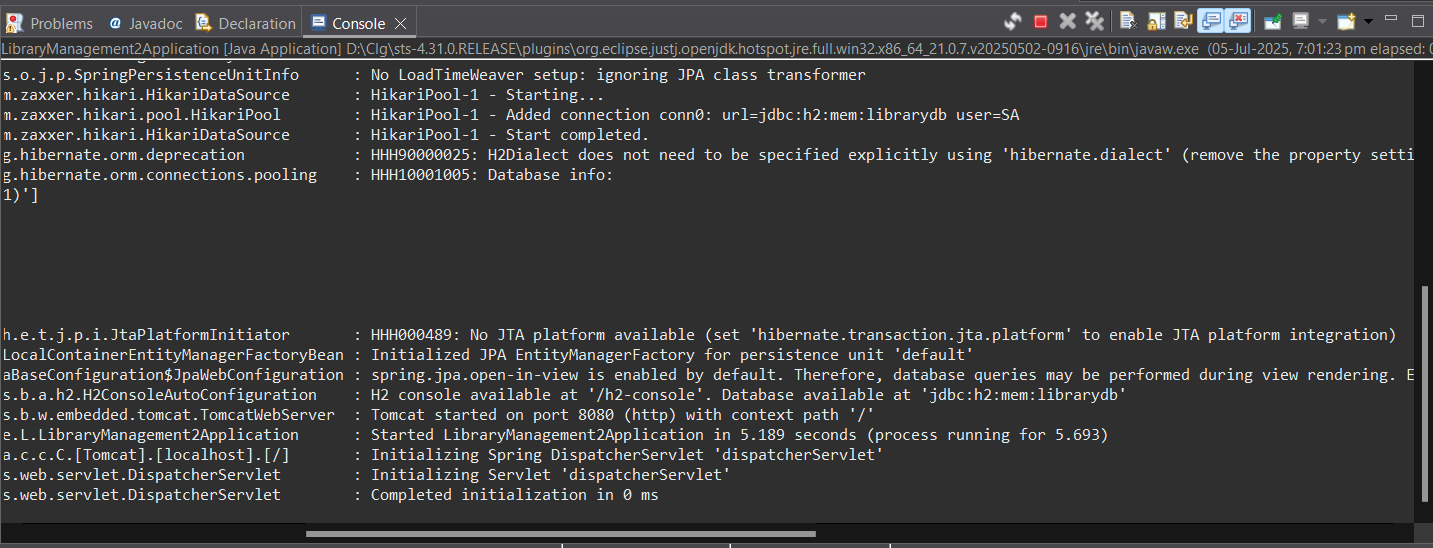 Problems @ Javadoc Declaration Console
LibraryManagement2Application [Java Application] D:\Clg\sts-4.31.0.RELEASE\plugins\org.eclipse.justj.openjdk.hotspot.jre.full.win32.x86_64_21.0.7.v20250502-0916\jre\bin\javaw.exe (05-Jul-2025, 7:01:23 pm elapsed: 0
s.o.j.p.SpringPersistenceUnitInfo : No LoadTimeWeaver setup: ignoring JPA class transformer
m.zaxxer.hikari.HikariDataSource : HikariPool-1 - Starting...
m.zaxxer.hikari.pool.HikariPool : HikariPool-1 - Added connection conn0: url=jdbc:h2:mem:librarydb user=SA
m.zaxxer.hikari.HikariDataSource : HikariPool-1 - Start completed.
g.hibernate.orm.deprecation : HHH90000025: H2Dialect does not need to be specified explicitly using 'hibernate.dialect' (remove the property setti
g.hibernate.orm.connections.pooling : HHH10001005: Database info:
1)']
h.e.t.j.p.i.JtaPlatformInitiator : HHH000489: No JTA platform available (set 'hibernate.transaction.jta.platform' to enable JTA platform integration)
LocalContainerEntityManagerFactoryBean : Initialized JPA EntityManagerFactory for persistence unit 'default'
aBaseConfiguration$JpaWebConfiguration : spring.jpa.open-in-view is enabled by default. Therefore, database queries may be performed during view rendering. E
s.b.a.h2.H2ConsoleAutoConfiguration : H2 console available at '/h2-console'. Database available at 'jdbc:h2:mem:librarydb'
s.b.w.embedded.tomcat.TomcatWebServer : Tomcat started on port 8080 (http) with context path '/'
e.L.LibraryManagement2Application : Started LibraryManagement2Application in 5.189 seconds (process running for 5.693)
a.c.c.C.[Tomcat].[localhost].[/] : Initializing Spring DispatcherServlet 'dispatcherServlet'
s.web.servlet.DispatcherServlet : Initializing Servlet 'dispatcherServlet'
s.web.servlet.DispatcherServlet : Completed initialization in 0 ms